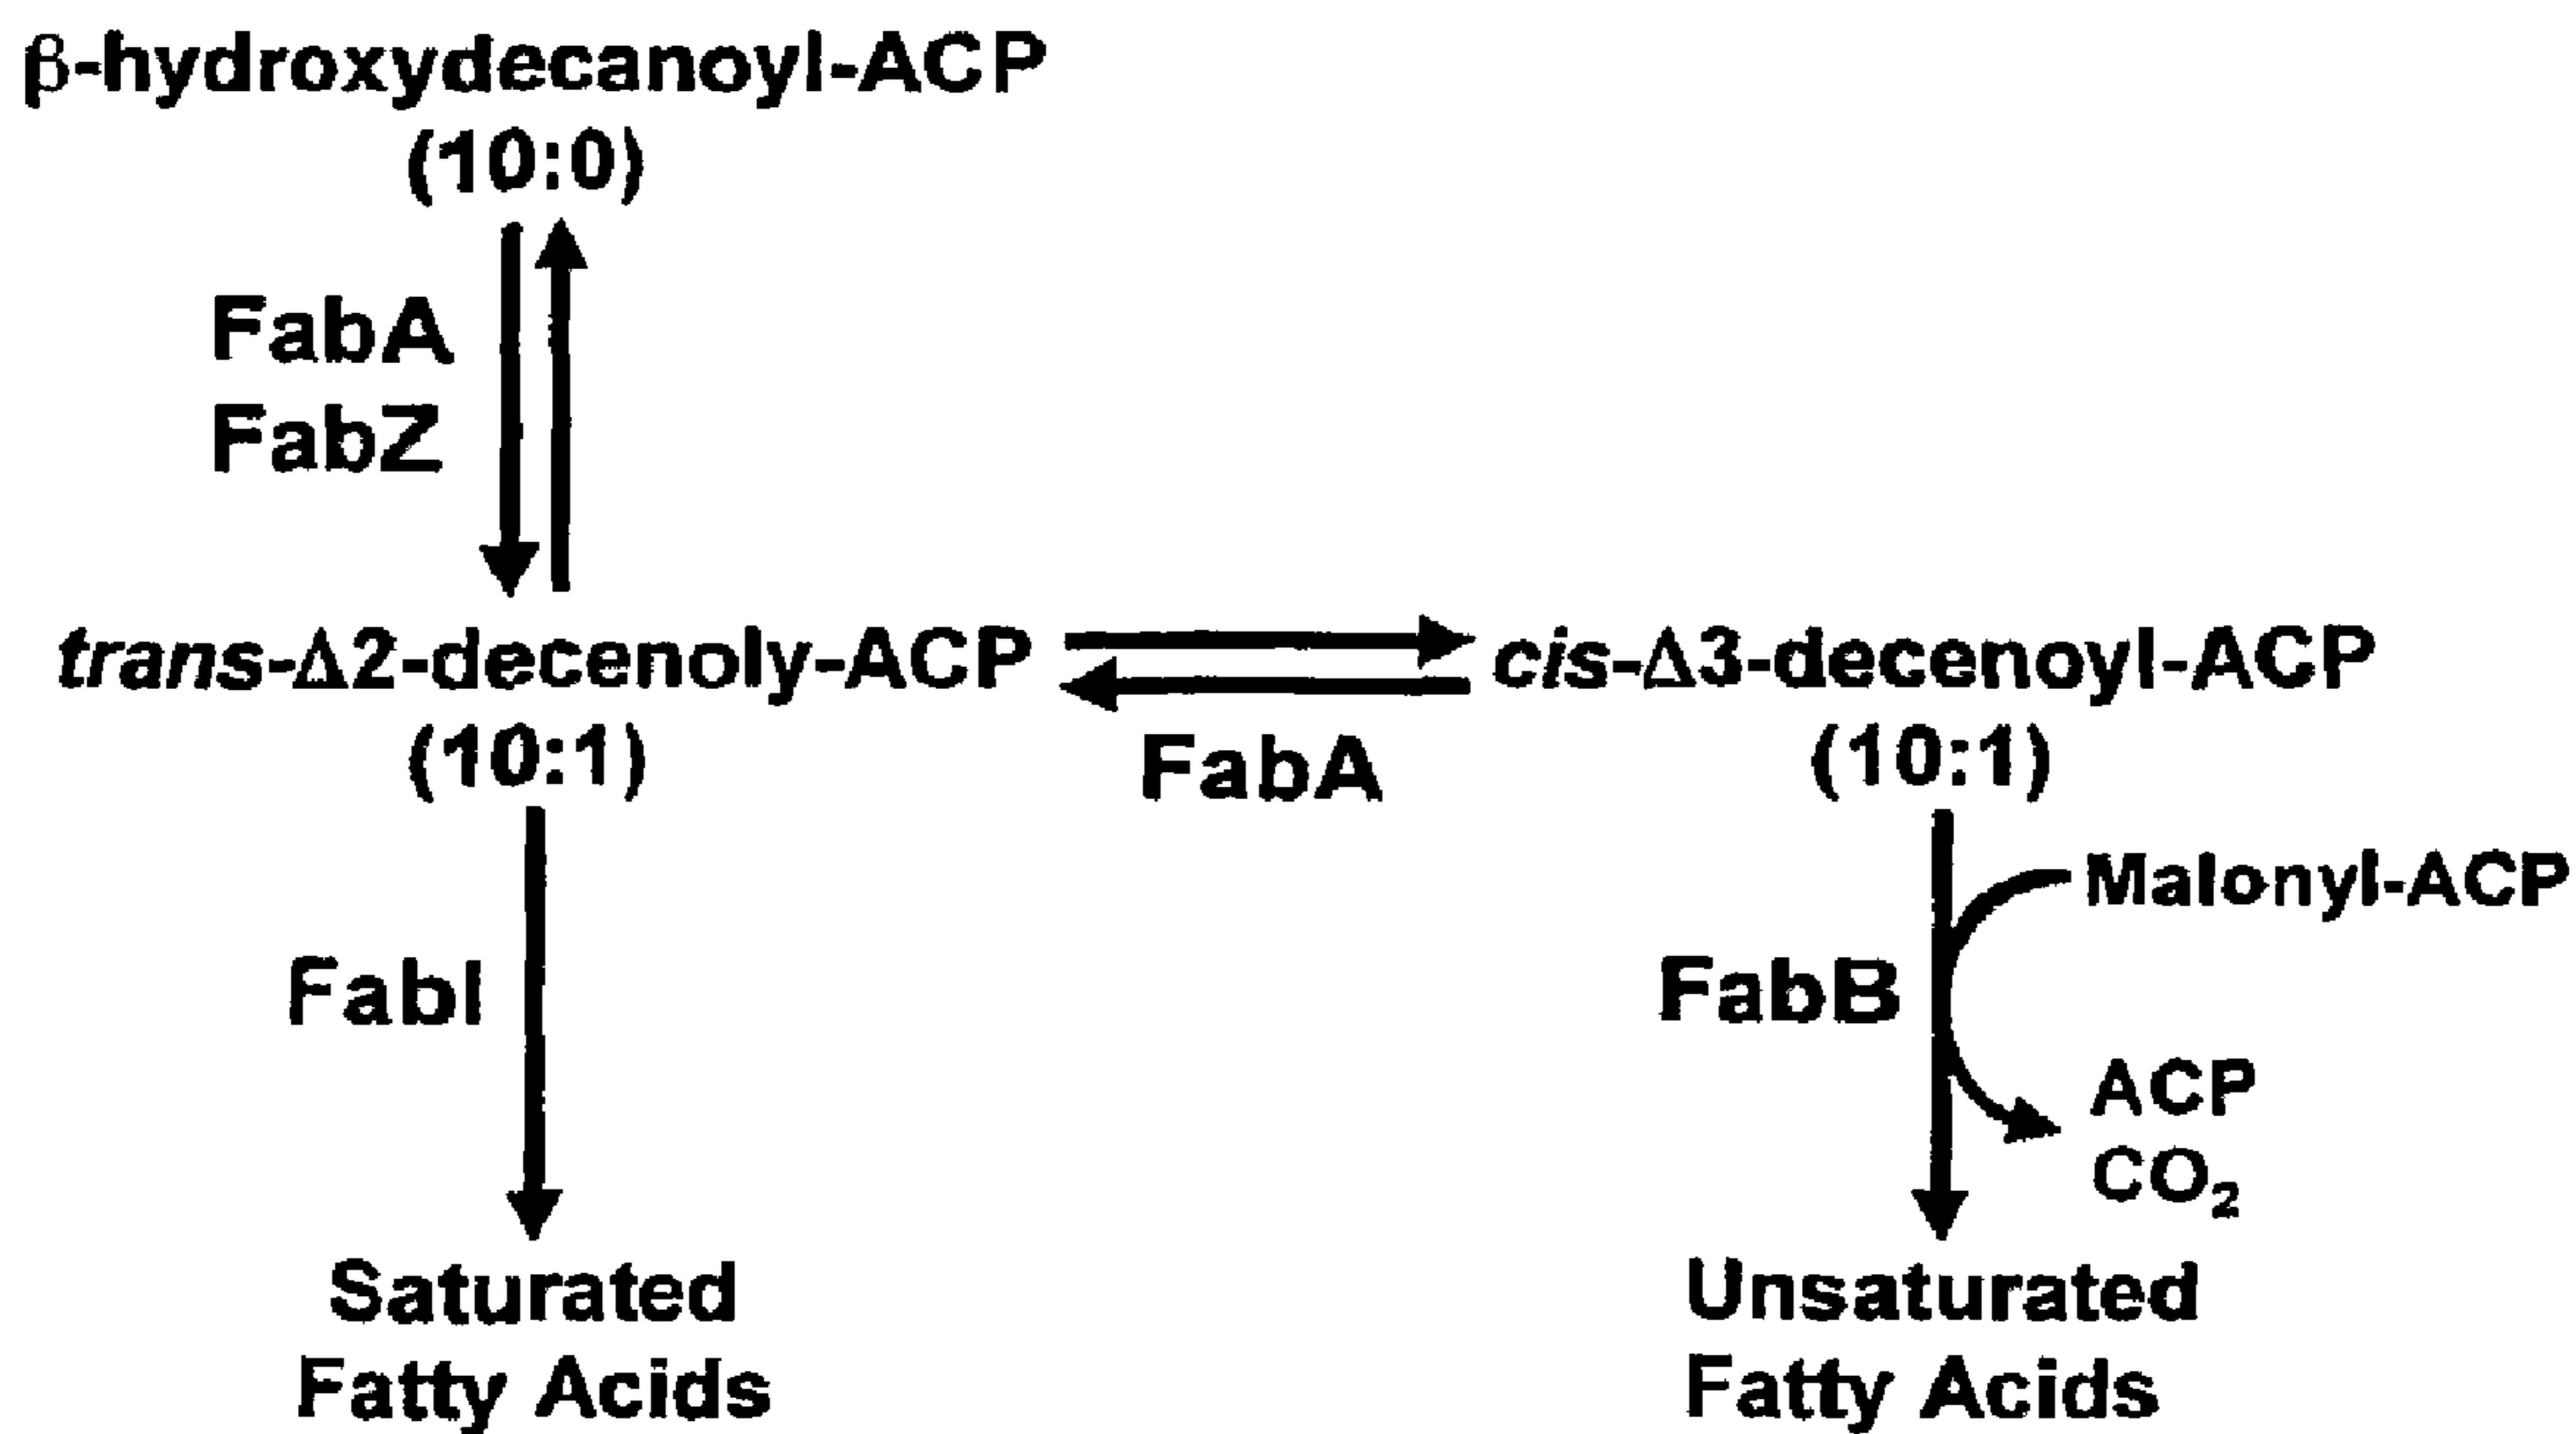 β-hydroxydecanoyl-ACP
(10:0)
FabA
FabZ
trans-Δ2-decenoly-ACP
cis-Δ3-decenoyl-ACP
(10:1)
FabA
(10:1)
Malonyl-ACP
FabI
FabB
ACP
CO₂
Saturated
Fatty Acids
Unsaturated
Fatty Acids